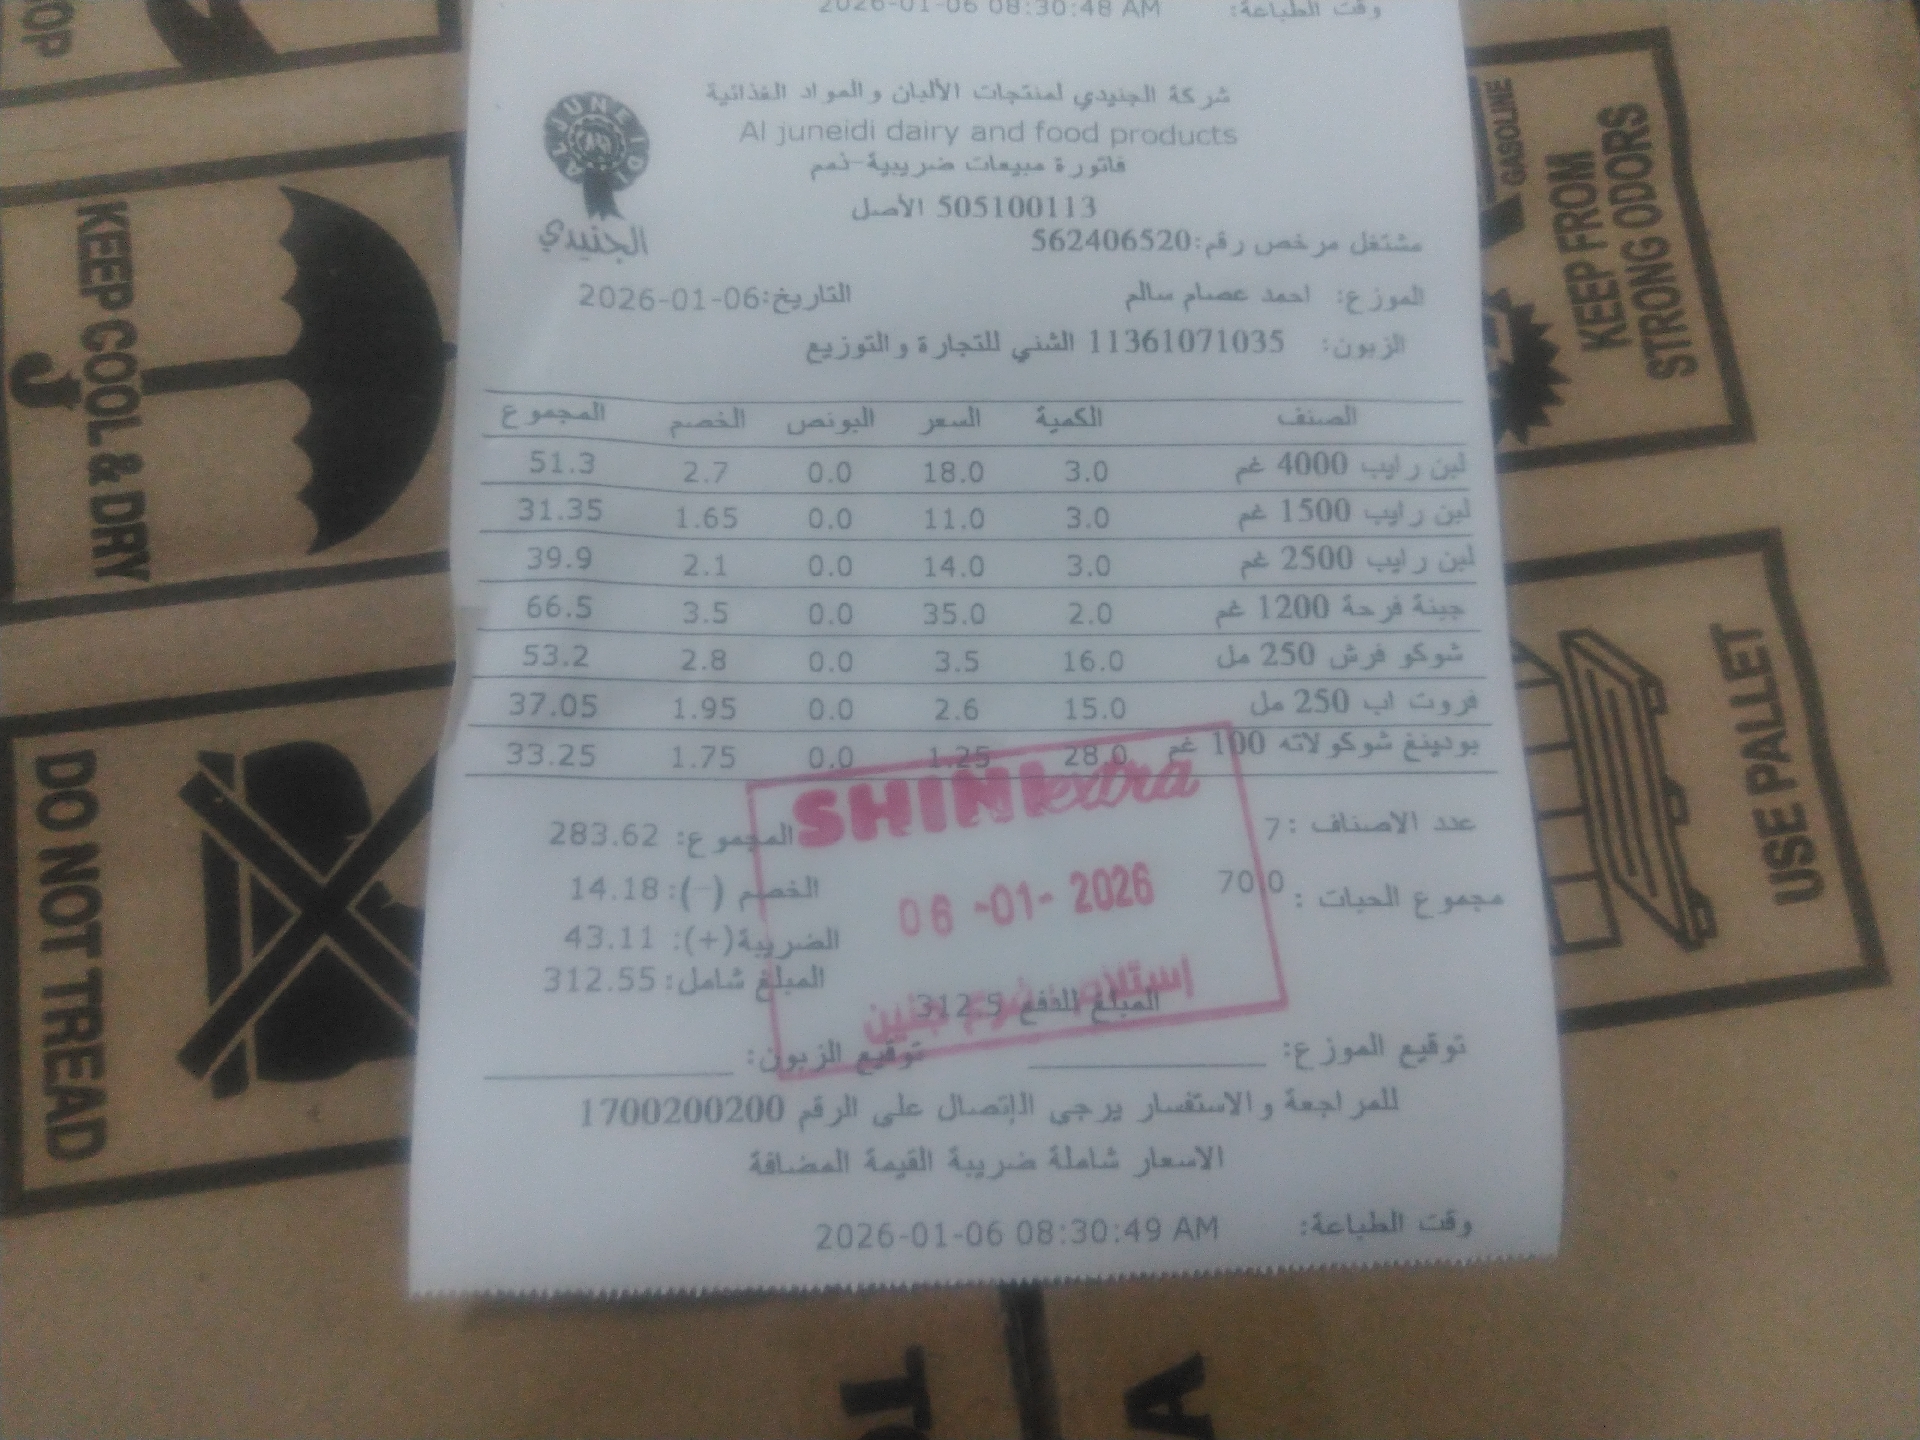 وقت الطباعة: 2026-01-06 08:30:48 AM
شركة الجنيدي لمنتجات الألبان والمواد الغذائية
Al juneidi dairy and food products
فاتورة مبيعات ضريبية-ذمم
505100113 الأصل
مشتغل مرخص رقم:562406520
AL JUNEIDI
الجنيدي
الموزع: احمد عصام سالم التاريخ:2026-01-06
الزبون: 11361071035 الشني للتجارة والتوزيع
الصنف الكمية السعر البونص الخصم المجموع
لبن رايب 4000 غم 3.0 18.0 0.0 2.7 51.3
لبن رايب 1500 غم 3.0 11.0 0.0 1.65 31.35
لبن رايب 2500 غم 3.0 14.0 0.0 2.1 39.9
جبنة فرحة 1200 غم 2.0 35.0 0.0 3.5 66.5
شوكو فرش 250 مل 16.0 3.5 0.0 2.8 53.2
فروت اب 250 مل 15.0 2.6 0.0 1.95 37.05
بودينغ شوكولاته 100 غم 28.0 1.25 0.0 1.75 33.25
عدد الاصناف :7 المجموع: 283.62
مجموع الحبات : 70.0 الخصم (-): 14.18
الضريبة(+): 43.11
المبلغ شامل: 312.55
المبلغ الدفع 312.5
SHINI extra
06 -01- 2026
إستلام فرع جنين
توقيع الموزع: توقيع الزبون:
للمراجعة والاستفسار يرجى الإتصال على الرقم 1700200200
الاسعار شاملة ضريبة القيمة المضافة
وقت الطباعة: 2026-01-06 08:30:49 AM
KEEP COOL & DRY
DO NOT TREAD
GASOLINE
KEEP FROM
STRONG ODORS
USE PALLET